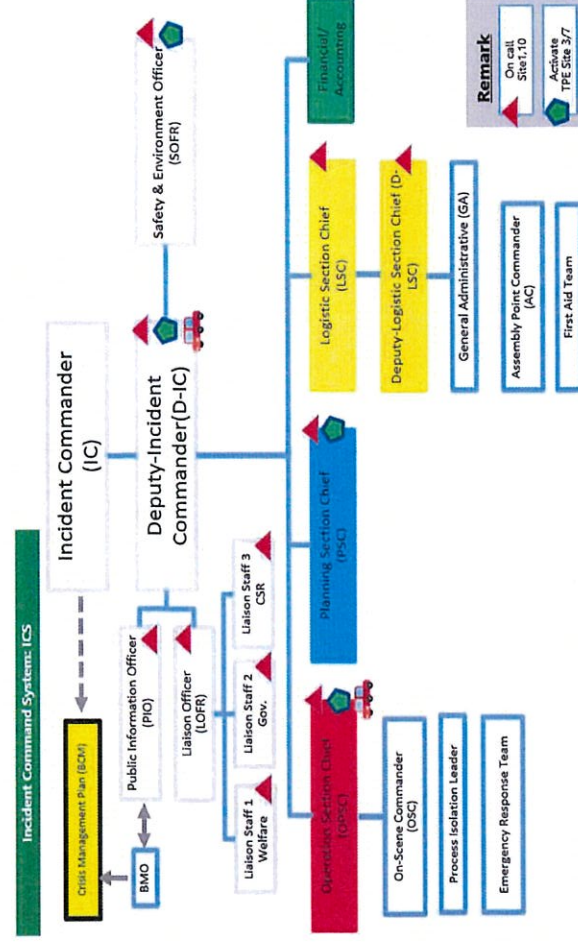 Incident Command System: ICS
Crisis Management Plan (BCM)
Incident Commander
(IC)
BMO
Public Information Officer
(PIO)
Deputy-Incident
Commander(D-IC)
Safety & Environment Officer
(SOFR)
Liaison Officer
(LOFR)
Liaison Staff 1
Welfare
Liaison Staff 2
Gov.
Liaison Staff 3
CSR
Operation Section Chief
(OPSC)
Planning Section Chief
(PSC)
Logistic Section Chief
(LSC)
Financial/
Accounting
Deputy-Logistic Section Chief (D-
LSC)
On-Scene Commander
(OSC)
Process Isolation Leader
Emergency Response Team
General Administrative (GA)
Assembly Point Commander
(AC)
First Aid Team
Remark
On call
Site1,10
Activate
TPE Site 3/7